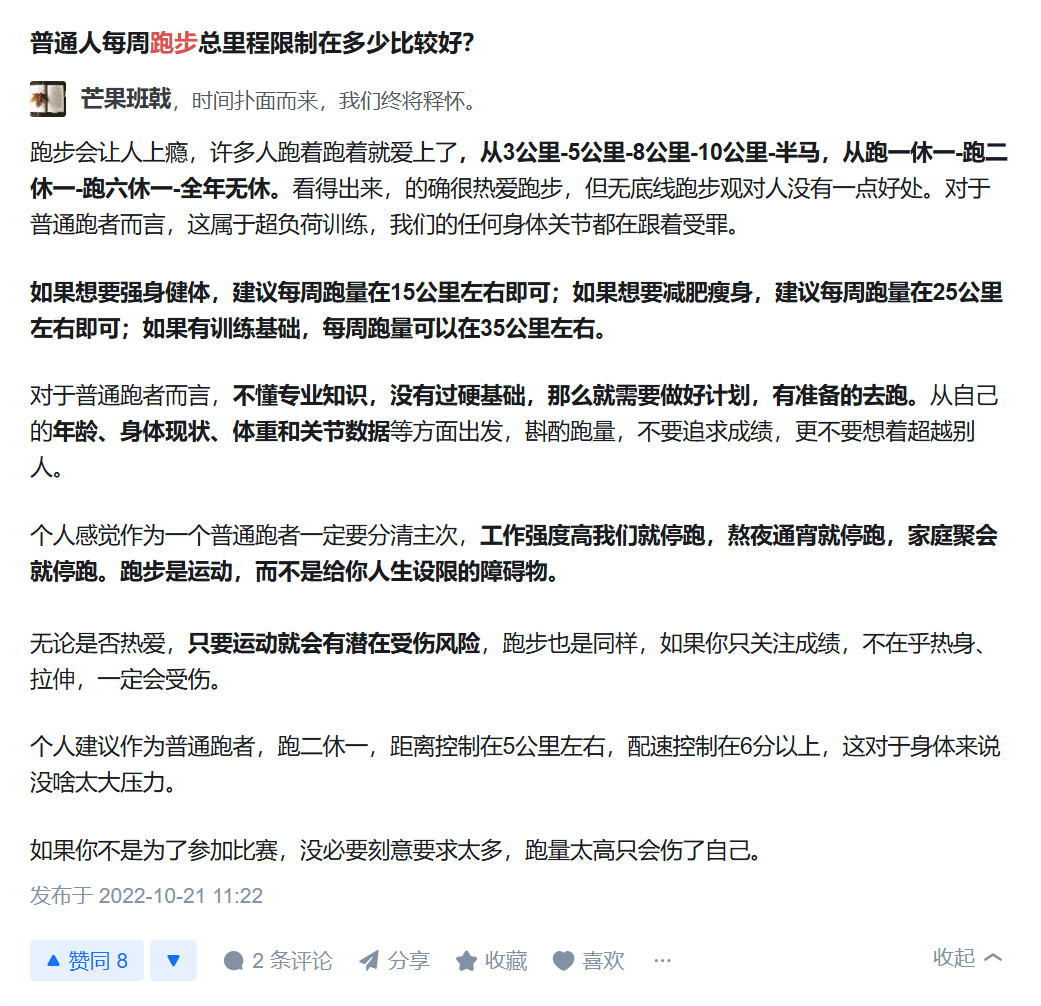 普通人每周跑步总里程限制在多少比较好？
芒果班戟，时间扑面而来，我们终将释怀。
跑步会让人上瘾，许多人跑着跑着就爱上了，从3公里-5公里-8公里-10公里-半马，从跑一休一-跑二
休一-跑六休一-全年无休。看得出来，的确很热爱跑步，但无底线跑步观对人没有一点好处。对于
普通跑者而言，这属于超负荷训练，我们的任何身体关节都在跟着受罪。
如果想要强身健体，建议每周跑量在15公里左右即可；如果想要减肥瘦身，建议每周跑量在25公里
左右即可；如果有训练基础，每周跑量可以在35公里左右。
对于普通跑者而言，不懂专业知识，没有过硬基础，那么就需要做好计划，有准备的去跑。从自己
的年龄、身体现状、体重和关节数据等方面出发，斟酌跑量，不要追求成绩，更不要想着超越别
人。
个人感觉作为一个普通跑者一定要分清主次，工作强度高我们就停跑，熬夜通宵就停跑，家庭聚会
就停跑。跑步是运动，而不是给你人生设限的障碍物。
无论是否热爱，只要运动就会有潜在受伤风险，跑步也是同样，如果你只关注成绩，不在乎热身、
拉伸，一定会受伤。
个人建议作为普通跑者，跑二休一，距离控制在5公里左右，配速控制在6分以上，这对于身体来说
没啥太大压力。
如果你不是为了参加比赛，没必要刻意要求太多，跑量太高只会伤了自己。
发布于 2022-10-21 11:22
赞同 8 2 条评论 分享 收藏 喜欢 ··· 收起